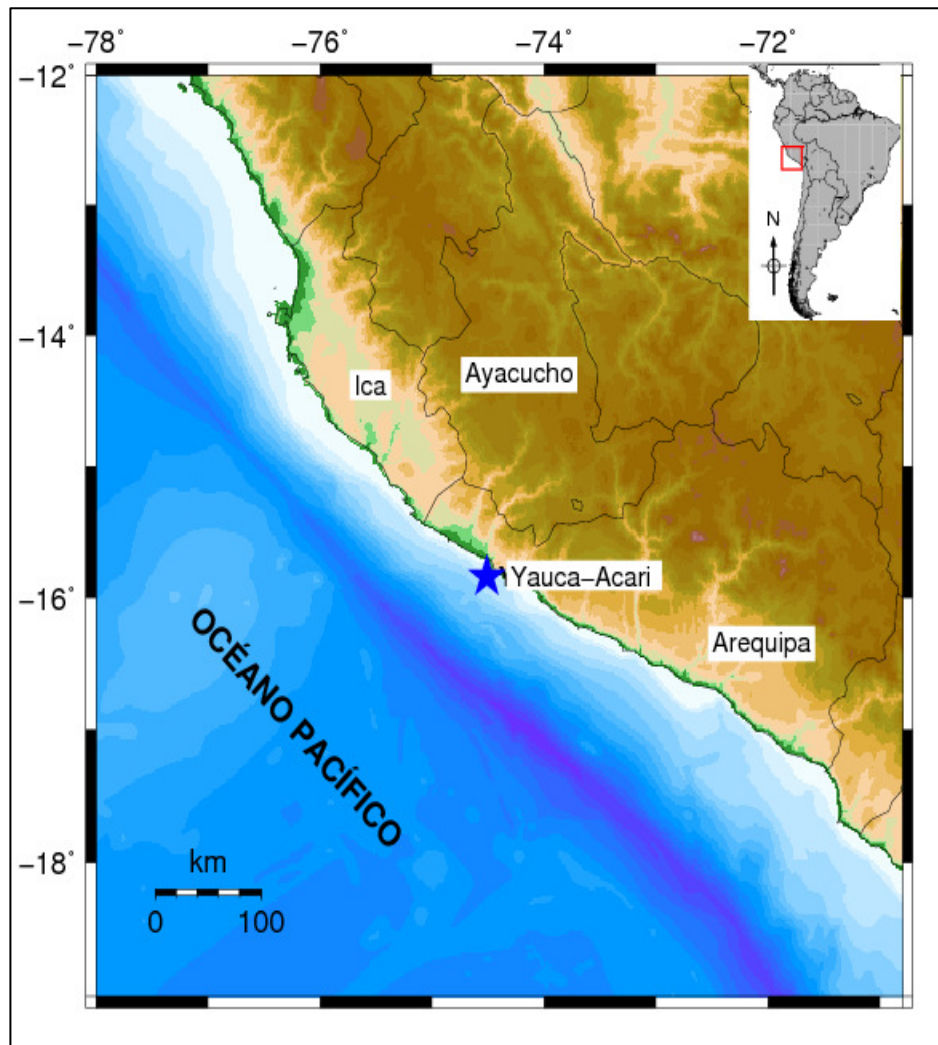 −78˚ −76˚ −74˚ −72˚
−12˚
N
−14˚
Ayacucho
Ica
Yauca−Acari
−16˚
Arequipa
OCÉANO PACÍFICO
−18˚
km
0 100